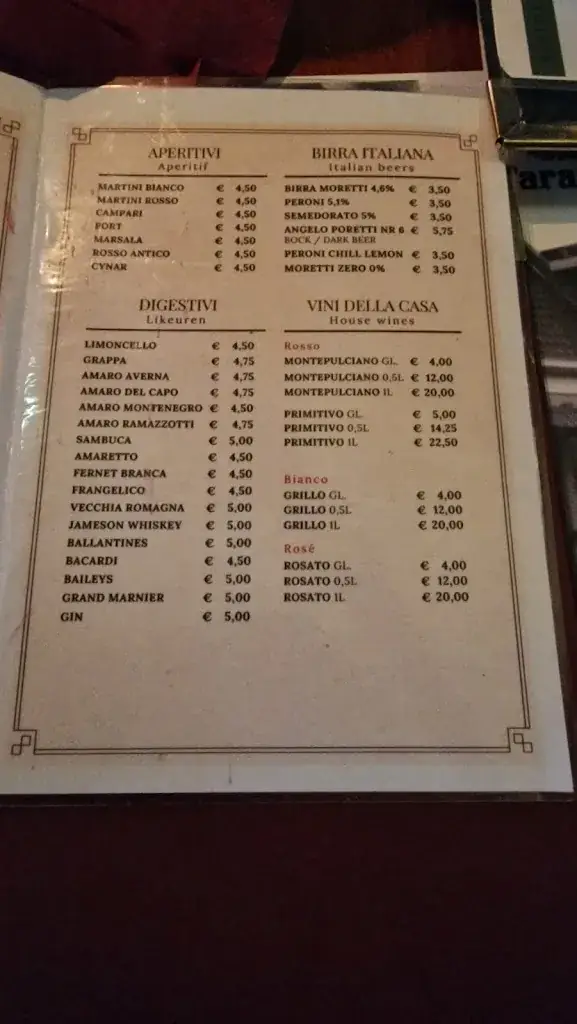 APERITIVI
Aperitif
MARTINI BIANCO € 4,50
MARTINI ROSSO € 4,50
CAMPARI € 4,50
PORT € 4,50
MARSALA € 4,50
ROSSO ANTICO € 4,50
CYNAR € 4,50
DIGESTIVI
Likeuren
LIMONCELLO € 4,50
GRAPPA € 4,75
AMARO AVERNA € 4,75
AMARO DEL CAPO € 4,75
AMARO MONTENEGRO € 4,50
AMARO RAMAZZOTTI € 4,75
SAMBUCA € 5,00
AMARETTO € 4,50
FERNET BRANCA € 4,50
FRANGELICO € 4,50
VECCHIA ROMAGNA € 5,00
JAMESON WHISKEY € 5,00
BALLANTINES € 5,00
BACARDI € 4,50
BAILEYS € 5,00
GRAND MARNIER € 5,00
GIN € 5,00
BIRRA ITALIANA
Italian beers
BIRRA MORETTI 4,6% € 3,50
PERONI 5,1% € 3,50
SEMEDORATO 5% € 3,50
ANGELO PORETTI NR 6 € 5,75
BOCK / DARK BEER
PERONI CHILL LEMON € 3,50
MORETTI ZERO 0% € 3,50
VINI DELLA CASA
House wines
Rosso
MONTEPULCIANO GL. € 4,00
MONTEPULCIANO 0,5L € 12,00
MONTEPULCIANO 1L € 20,00
PRIMITIVO GL. € 5,00
PRIMITIVO 0,5L € 14,25
PRIMITIVO 1L € 22,50
Bianco
GRILLO GL. € 4,00
GRILLO 0,5L € 12,00
GRILLO 1L € 20,00
Rosé
ROSATO GL. € 4,00
ROSATO 0,5L € 12,00
ROSATO 1L € 20,00